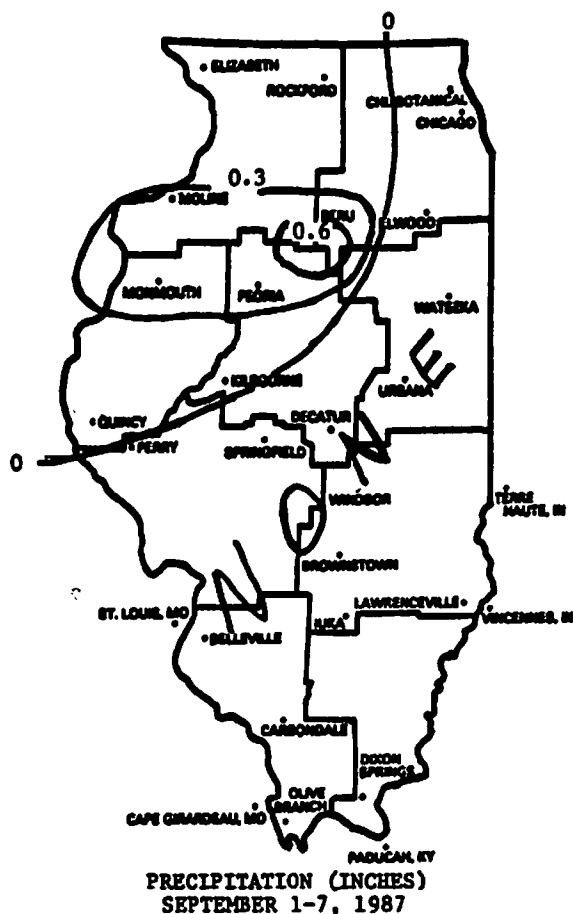 0
ELIZABETH
ROCKFORD
CHI. BOTANICAL
CHICAGO
0.3
MOLINE
PERU
ELWOOD
0.6
MONMOUTH
PEORIA
WATSEKA
E
KILBOURNE
URBANA
QUINCY
DECATUR
N
PERRY
SPRINGFIELD
0
WINDSOR
TERRE
HAUTE, IN
O
BROWNSTOWN
N
LAWRENCEVILLE
ST. LOUIS, MO
IUKA
VINCENNES, IN
BELLEVILLE
CARBONDALE
DIXON
SPRINGS
OLIVE
BRANCH
CAPE GIRARDEAU, MO
PADUCAH, KY
PRECIPITATION (INCHES)
SEPTEMBER 1-7, 1987